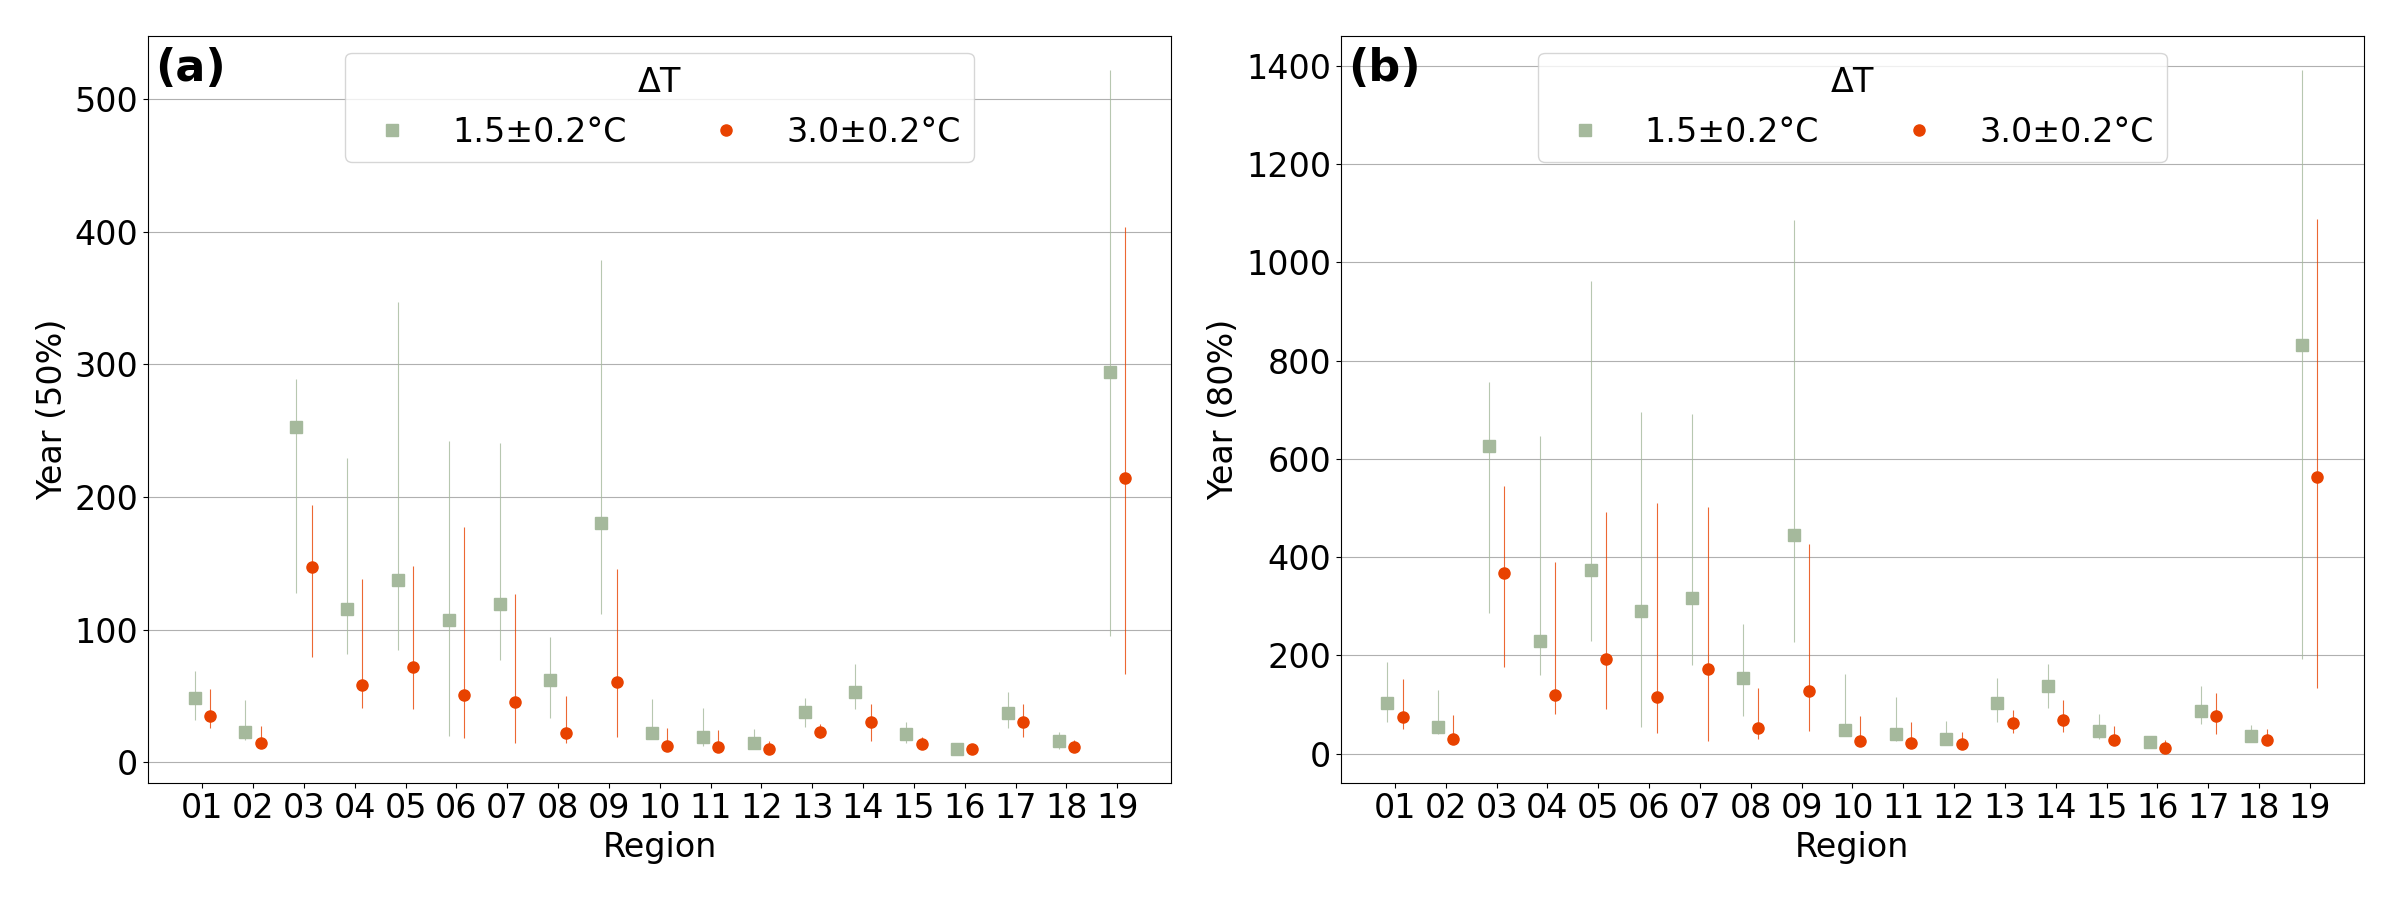 (a)
ΔT
1.5±0.2°C 3.0±0.2°C
500
400
300
200
100
0
Year (50%)
01 02 03 04 05 06 07 08 09 10 11 12 13 14 15 16 17 18 19
Region
(b)
ΔT
1.5±0.2°C 3.0±0.2°C
1400
1200
1000
800
600
400
200
0
Year (80%)
01 02 03 04 05 06 07 08 09 10 11 12 13 14 15 16 17 18 19
Region